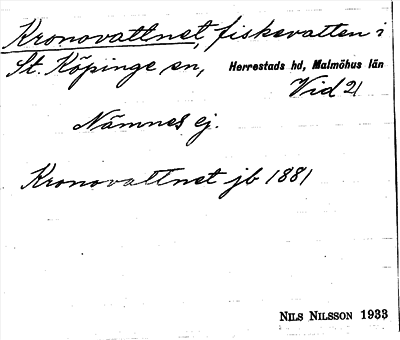 Kronovattnet, fiskevatten i
St. Köpinge sn, Herrestads hd, Malmöhus län
Vid 21
Nämnes ej.
Kronovattnet jb 1881
NILS NILSSON 1933